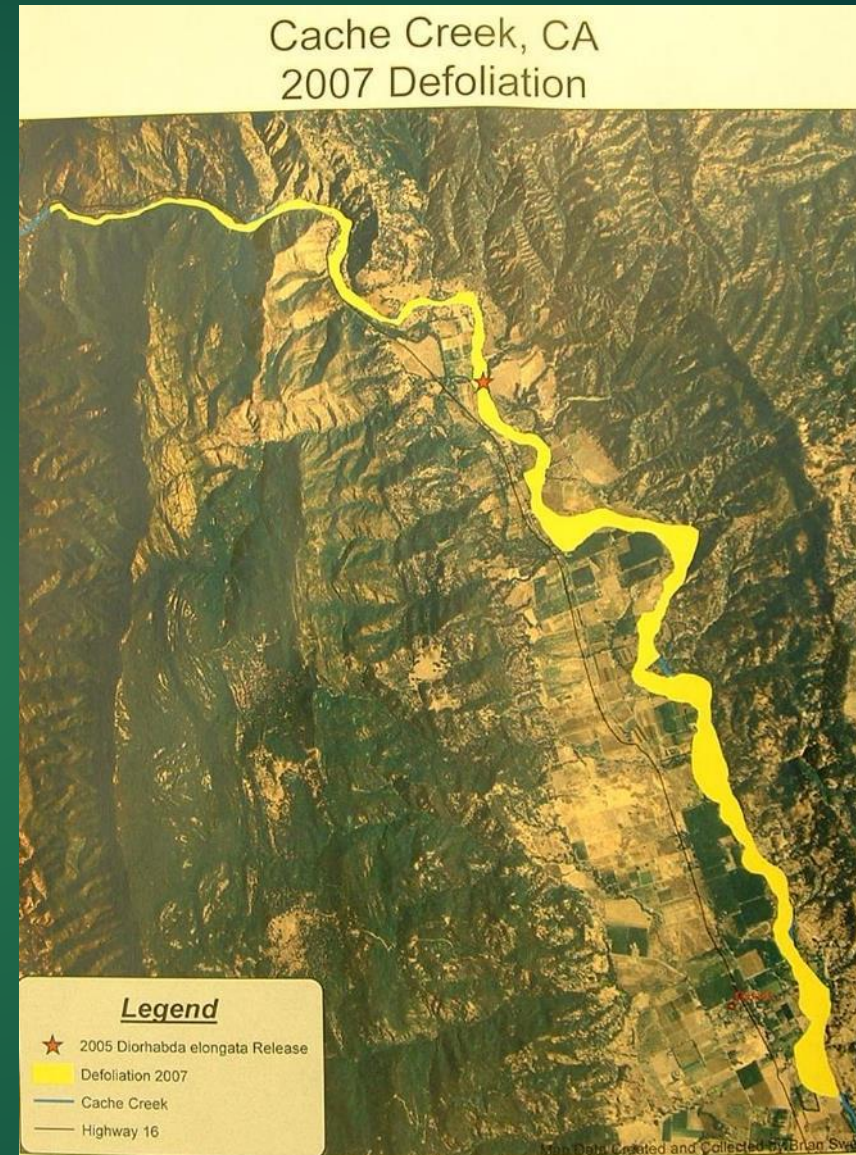 Cache Creek, CA
2007 Defoliation
Legend
2005 Diorhabda elongata Release
Defoliation 2007
Cache Creek
Highway 16
Map Data Created and Collected by Brian